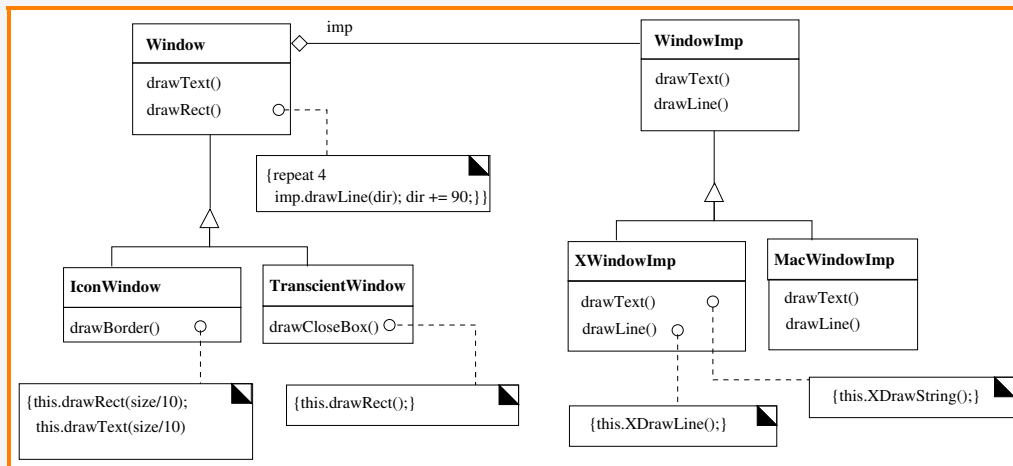 imp
Window
drawText()
drawRect()
WindowImp
drawText()
drawLine()
{repeat 4
imp.drawLine(dir); dir += 90;}}
IconWindow
drawBorder()
TranscientWindow
drawCloseBox()
XWindowImp
drawText()
drawLine()
MacWindowImp
drawText()
drawLine()
{this.drawRect(size/10);
this.drawText(size/10)
{this.drawRect();}
{this.XDrawLine();}
{this.XDrawString();}